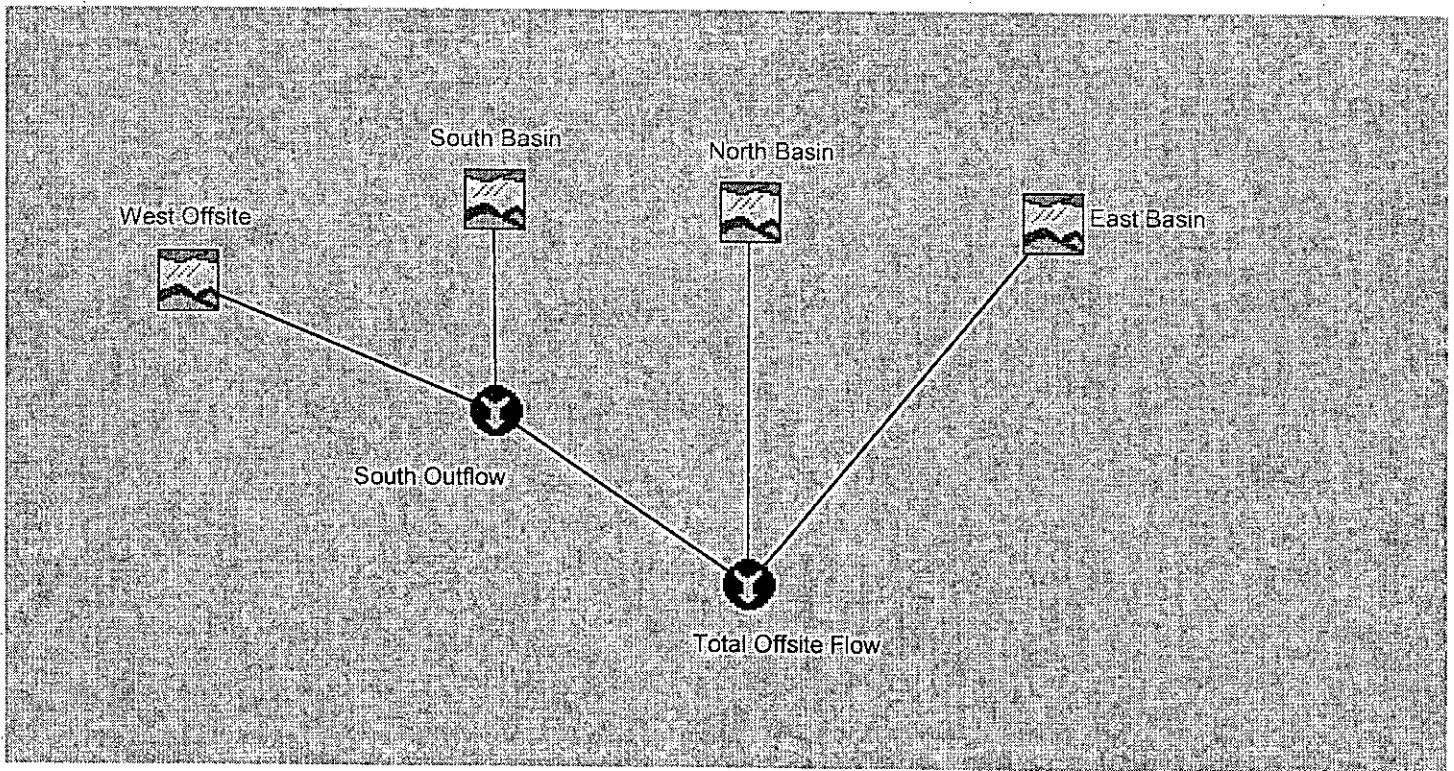 South Basin
North Basin
West Offsite
East Basin
South Outflow
Total Offsite Flow